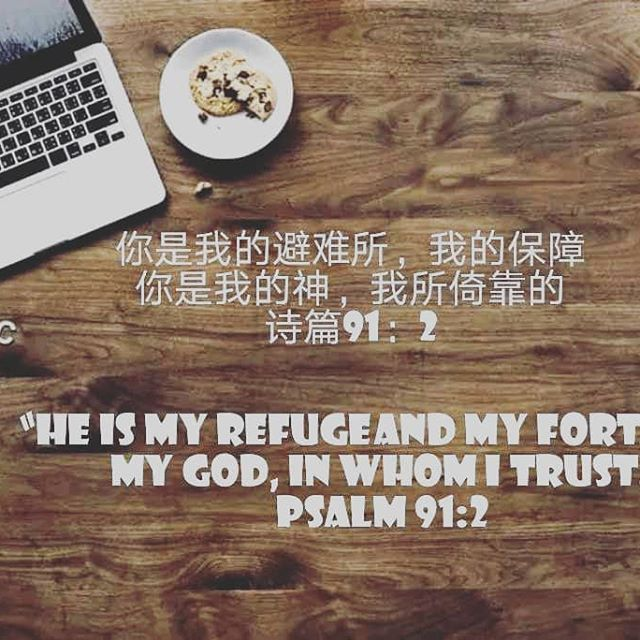 你是我的避难所，我的保障
你是我的神，我所倚靠的
诗篇91：2
C
“HE IS MY REFUGEAND MY FORT
MY GOD, IN WHOM I TRUST
PSALM 91:2